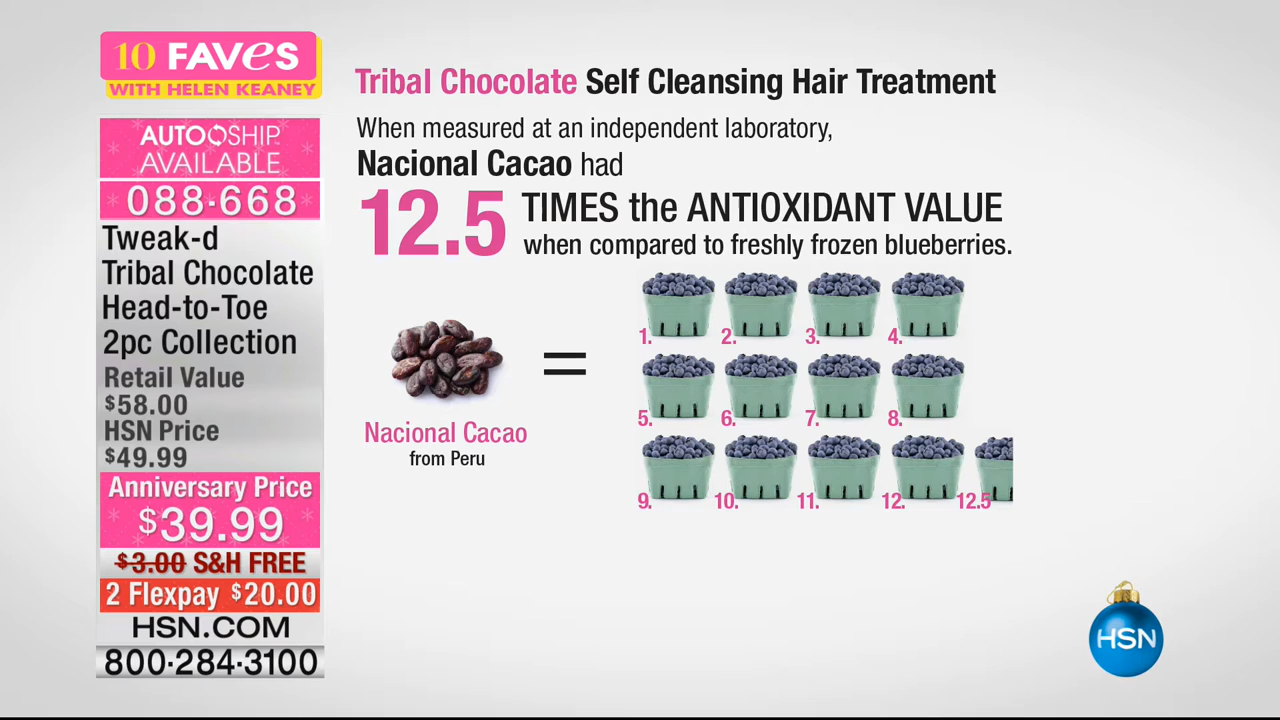 10 FAVeS
WITH HELEN KEANEY
AUTOSHIP
AVAILABLE
088•668
Tweak-d
Tribal Chocolate
Head-to-Toe
2pc Collection
Retail Value
$58.00
HSN Price
$49.99
Anniversary Price
$39.99
$3.00 S&H FREE
2 Flexpay $20.00
HSN.COM
800•284•3100
Tribal Chocolate Self Cleansing Hair Treatment
When measured at an independent laboratory,
Nacional Cacao had
12.5 TIMES the ANTIOXIDANT VALUE
when compared to freshly frozen blueberries.
Nacional Cacao
from Peru
=
1. 2. 3. 4.
5. 6. 7. 8.
9. 10. 11. 12. 12.5
HSN